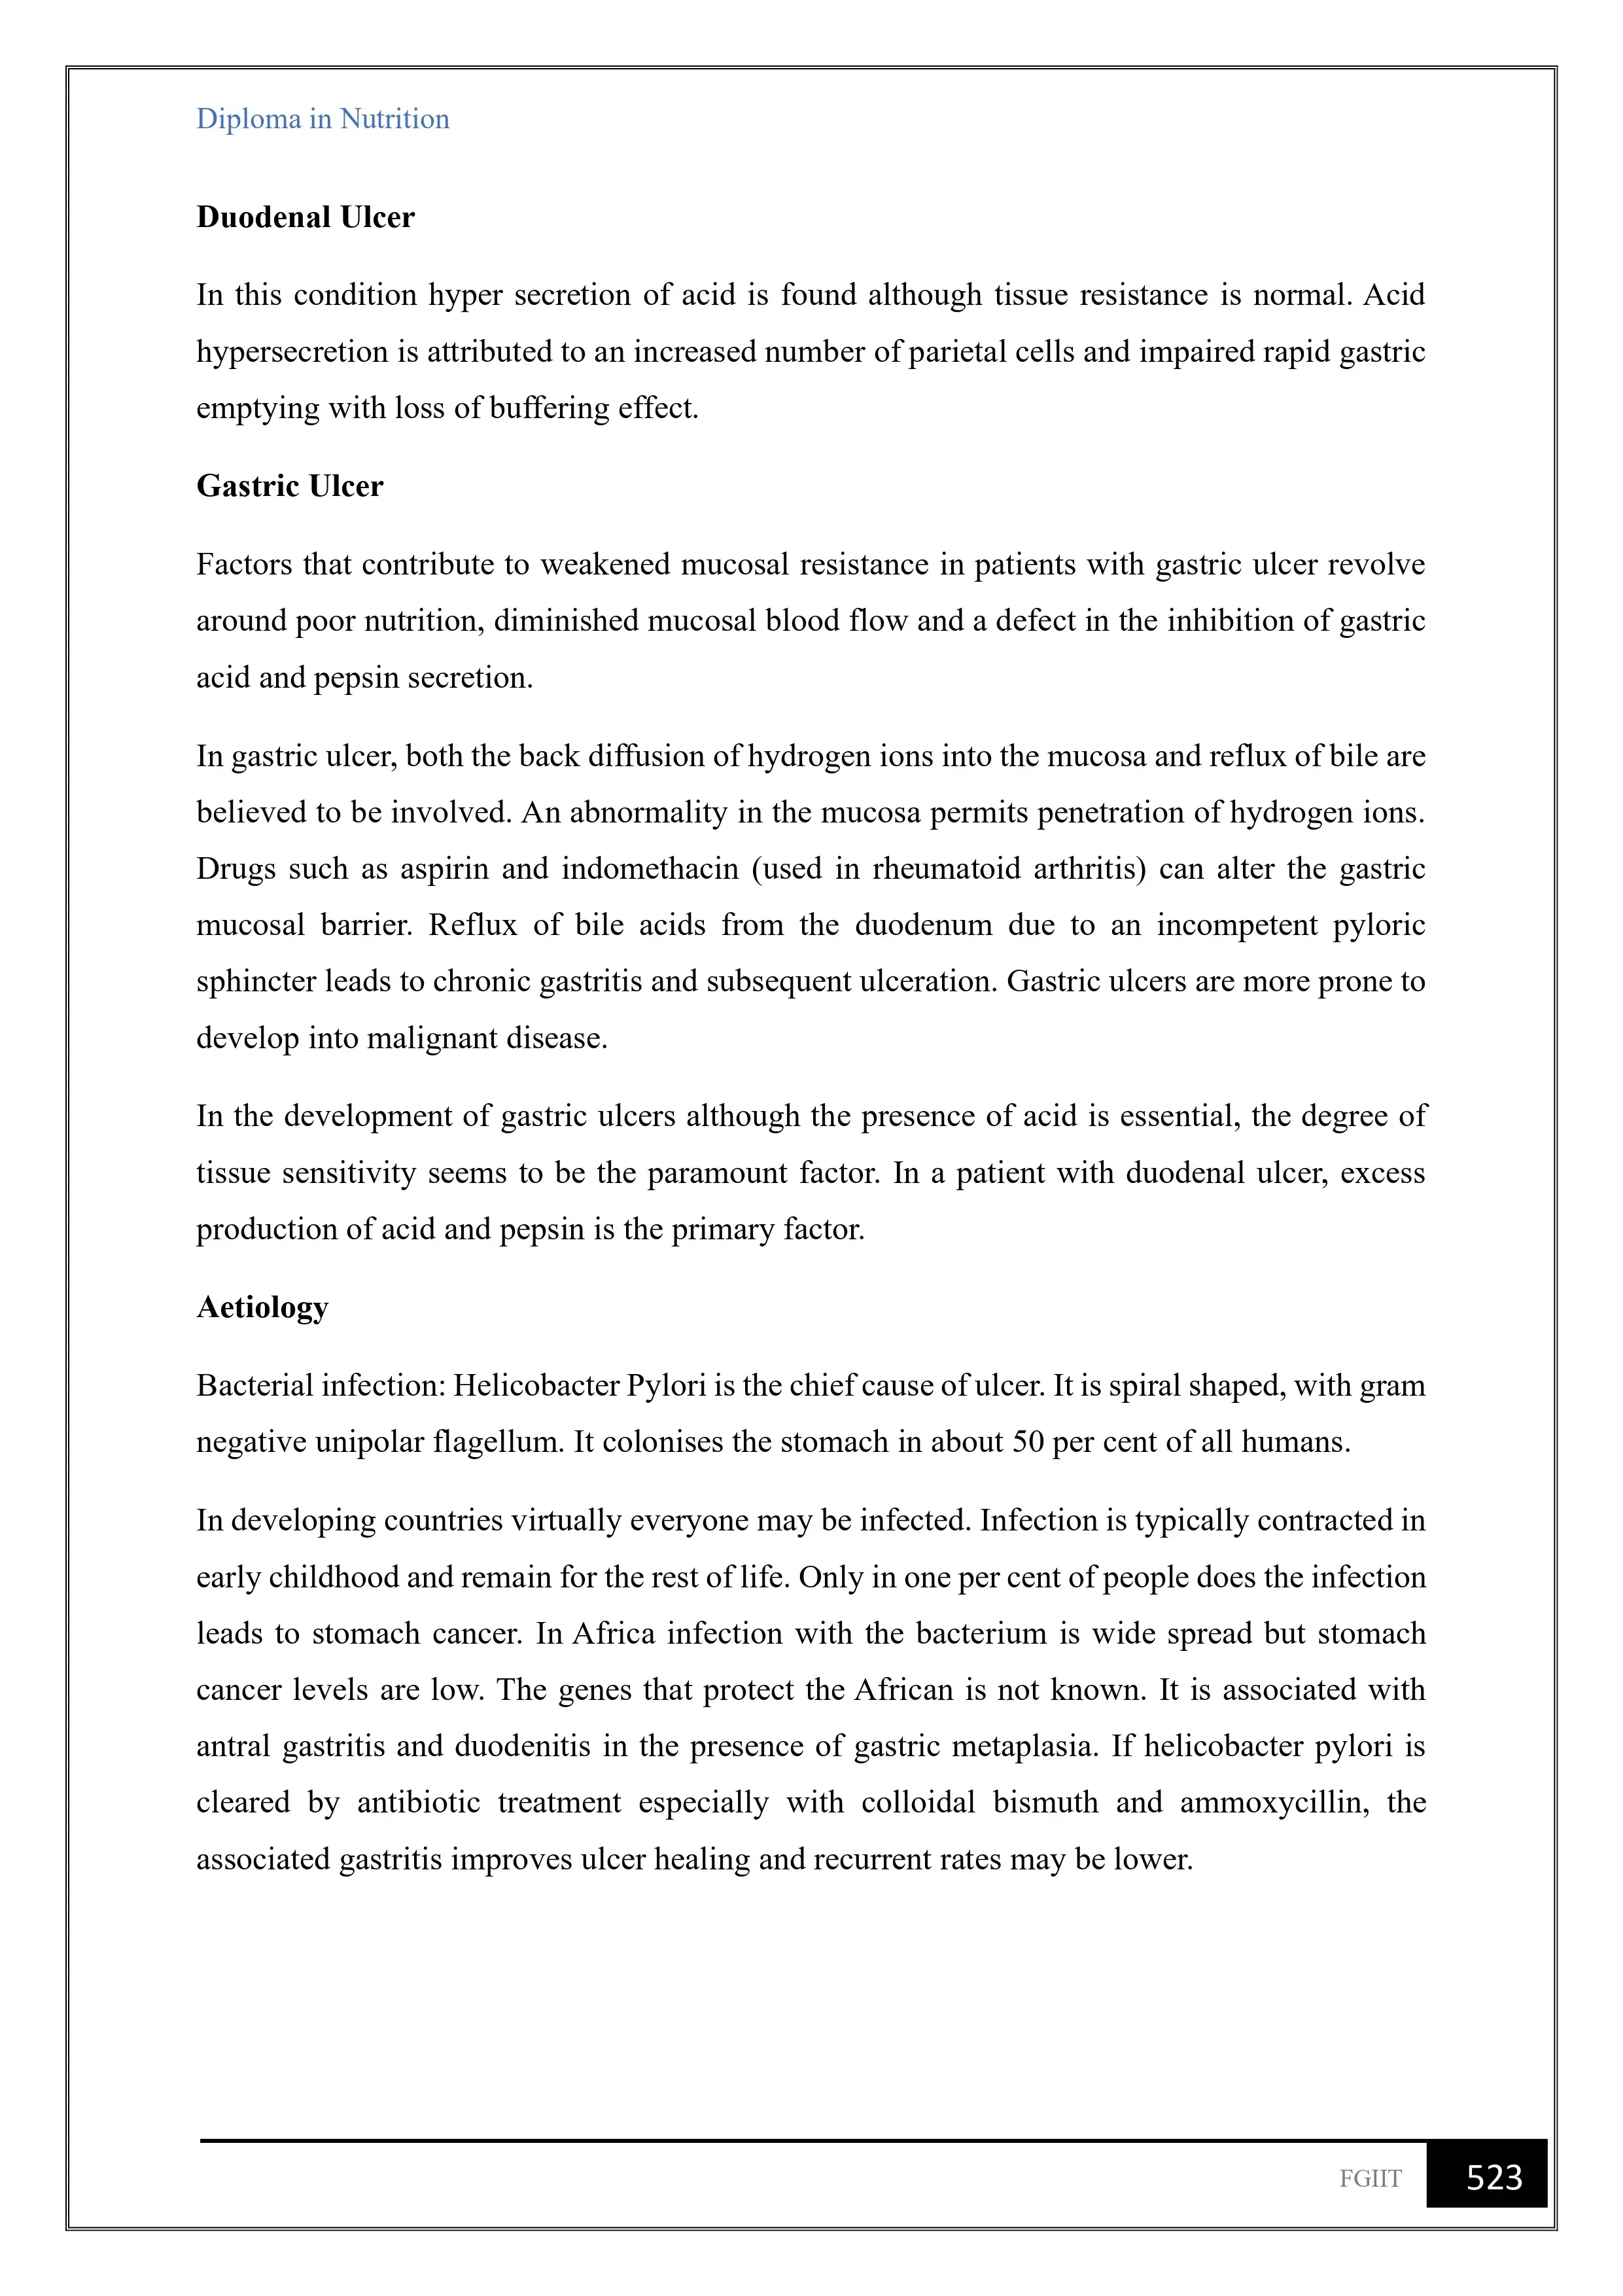 Diploma in Nutrition
Duodenal Ulcer
In this condition hyper secretion of acid is found although tissue resistance is normal. Acid
hypersecretion is attributed to an increased number of parietal cells and impaired rapid gastric
emptying with loss of buffering effect.
Gastric Ulcer
Factors that contribute to weakened mucosal resistance in patients with gastric ulcer revolve
around poor nutrition, diminished mucosal blood flow and a defect in the inhibition of gastric
acid and pepsin secretion.
In gastric ulcer, both the back diffusion of hydrogen ions into the mucosa and reflux of bile are
believed to be involved. An abnormality in the mucosa permits penetration of hydrogen ions.
Drugs such as aspirin and indomethacin (used in rheumatoid arthritis) can alter the gastric
mucosal barrier. Reflux of bile acids from the duodenum due to an incompetent pyloric
sphincter leads to chronic gastritis and subsequent ulceration. Gastric ulcers are more prone to
develop into malignant disease.
In the development of gastric ulcers although the presence of acid is essential, the degree of
tissue sensitivity seems to be the paramount factor. In a patient with duodenal ulcer, excess
production of acid and pepsin is the primary factor.
Aetiology
Bacterial infection: Helicobacter Pylori is the chief cause of ulcer. It is spiral shaped, with gram
negative unipolar flagellum. It colonises the stomach in about 50 per cent of all humans.
In developing countries virtually everyone may be infected. Infection is typically contracted in
early childhood and remain for the rest of life. Only in one per cent of people does the infection
leads to stomach cancer. In Africa infection with the bacterium is wide spread but stomach
cancer levels are low. The genes that protect the African is not known. It is associated with
antral gastritis and duodenitis in the presence of gastric metaplasia. If helicobacter pylori is
cleared by antibiotic treatment especially with colloidal bismuth and ammoxycillin, the
associated gastritis improves ulcer healing and recurrent rates may be lower.
FGIIT 523